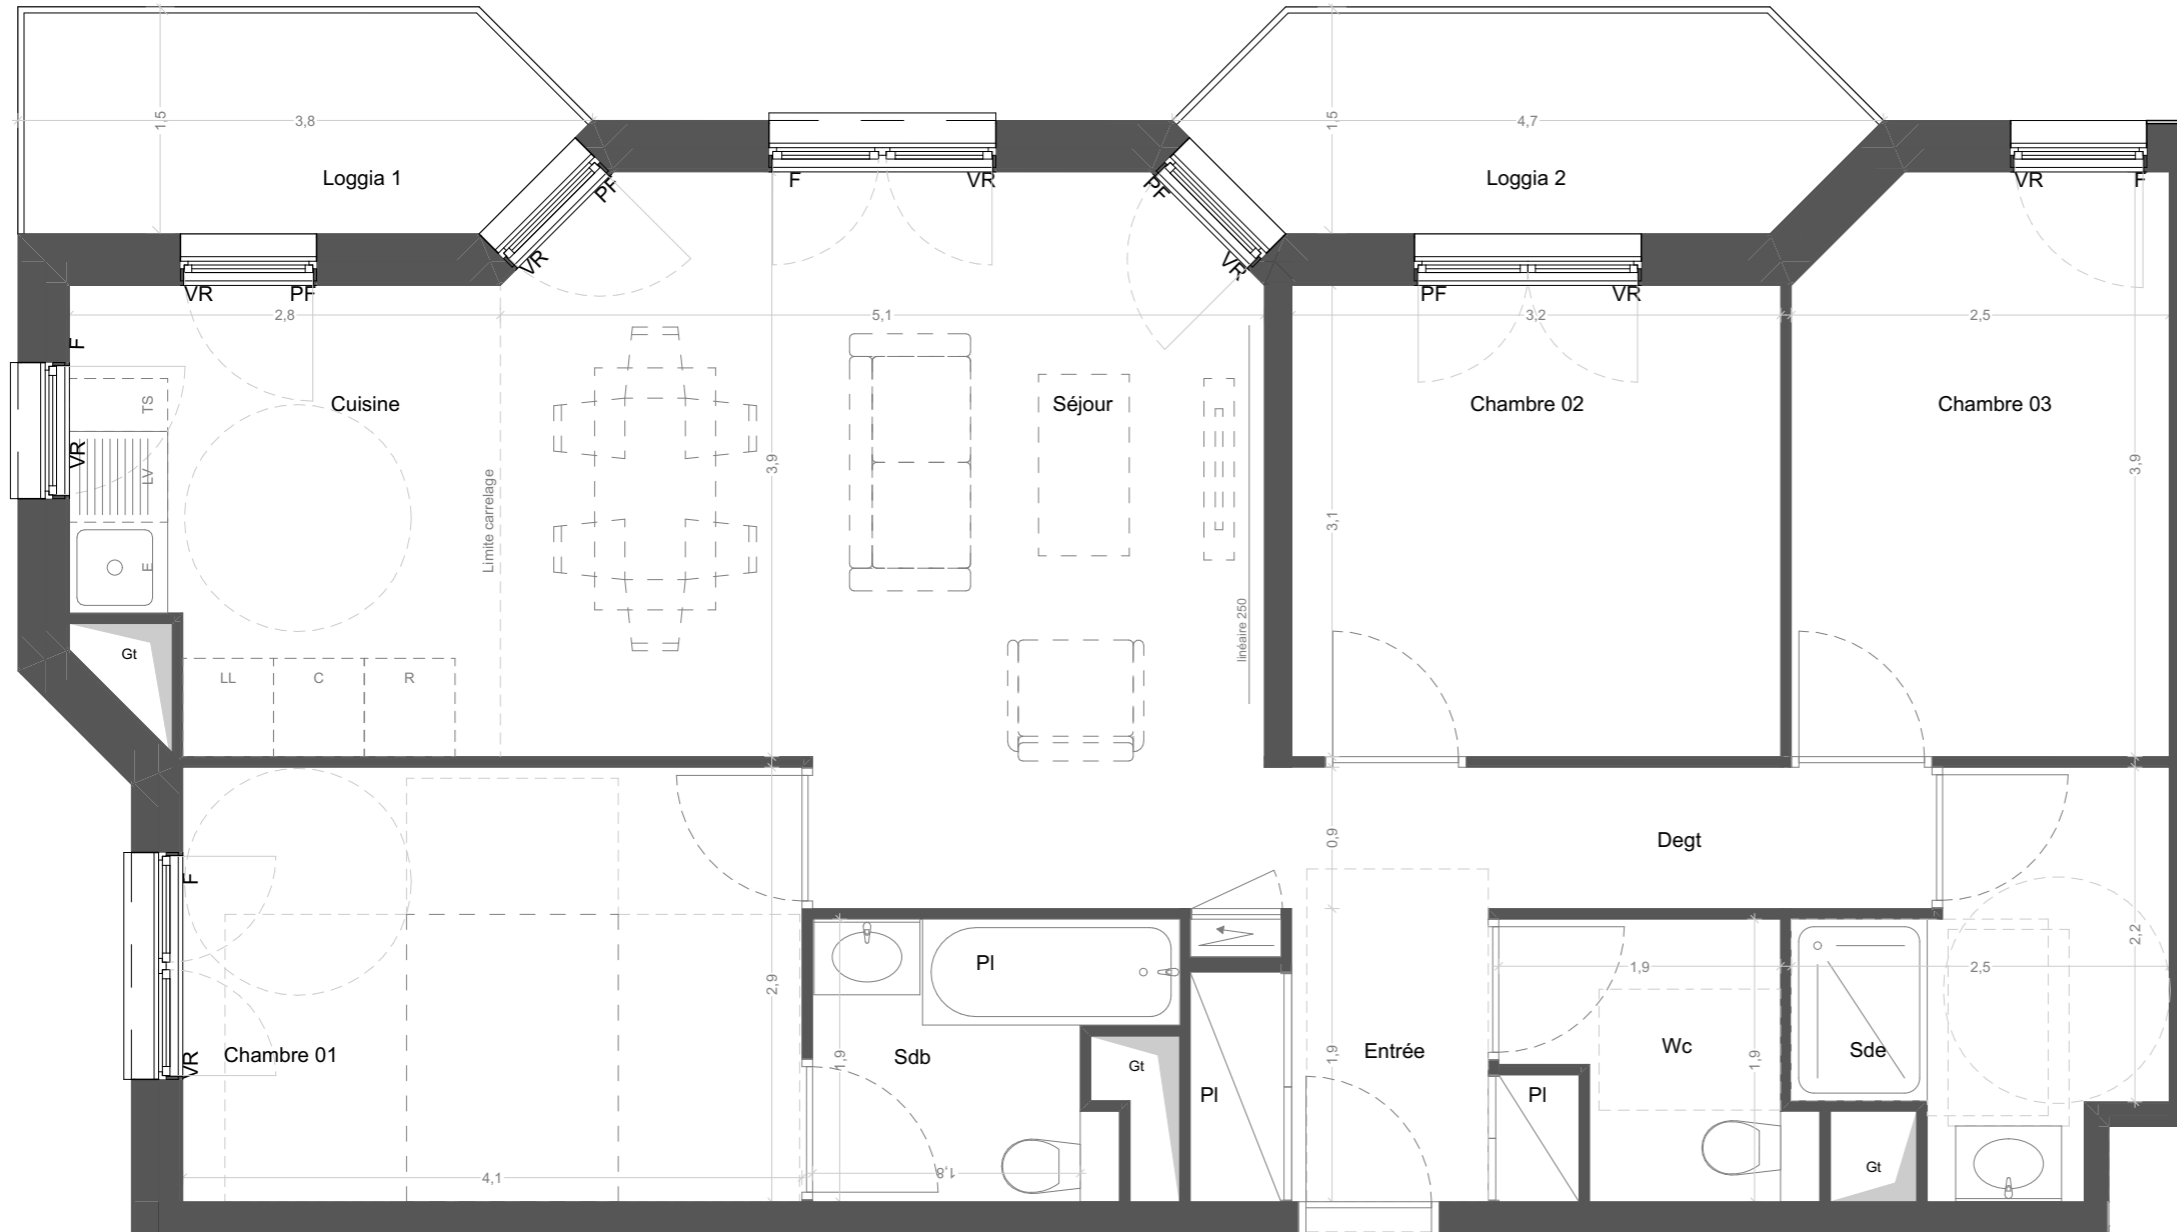 1,5
3,8
Loggia 1
PF
VR
F
VR
PF
VR
1,5
4,7
Loggia 2
VR
F
VR
PF
PF
VR
2,8
5,1
3,2
2,5
F
VR
TS
LV
E
Cuisine
Limite carrelage
3,9
Séjour
linéaire 250
3,1
Chambre 02
Chambre 03
3,9
Gt
LL
C
R
0,9
Degt
F
VR
Chambre 01
4,1
2,9
1,9
Sdb
Pl
Gt
1,8
Pl
1,9
Entrée
Pl
1,9
Wc
1,9
Sde
2,5
2,2
Gt